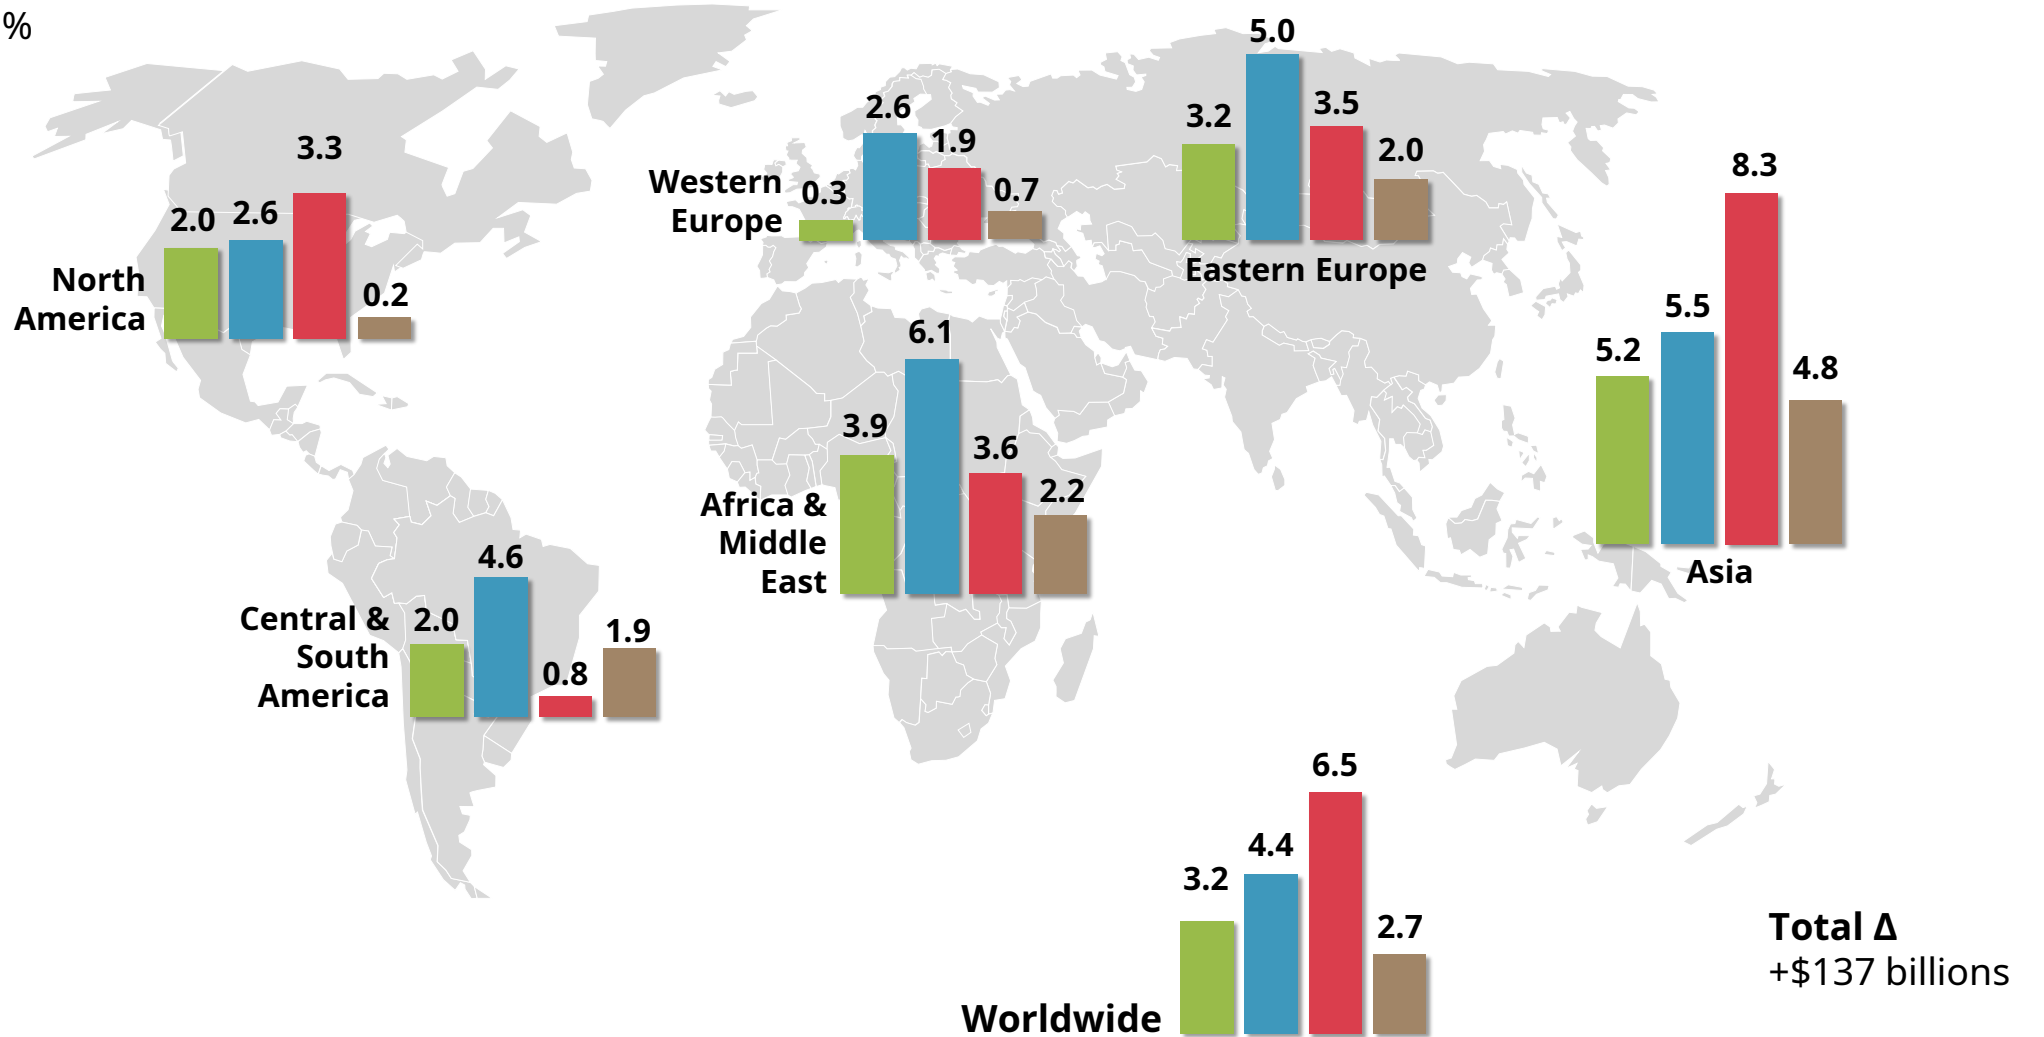 %
3.3
2.0
2.6
0.2
North
America
2.6
1.9
0.3
0.7
Western
Europe
5.0
3.2
3.5
2.0
Eastern Europe
8.3
5.5
5.2
4.8
Asia
6.1
3.9
3.6
2.2
Africa &
Middle
East
4.6
2.0
0.8
1.9
Central &
South
America
6.5
4.4
3.2
2.7
Worldwide
Total Δ
+$137 billions